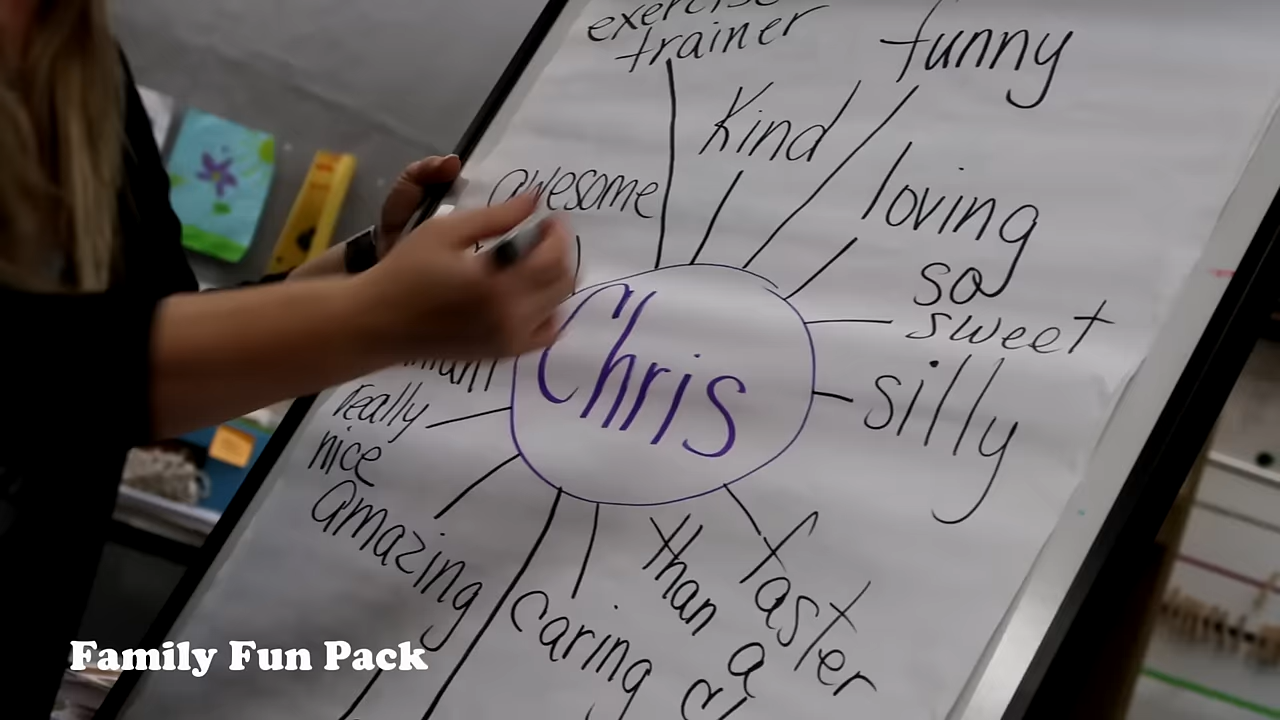 exercise
trainer
funny
kind
awesome
loving
so
sweet
silly
Chris
really
nice
amazing
caring
faster
than a
Family Fun Pack